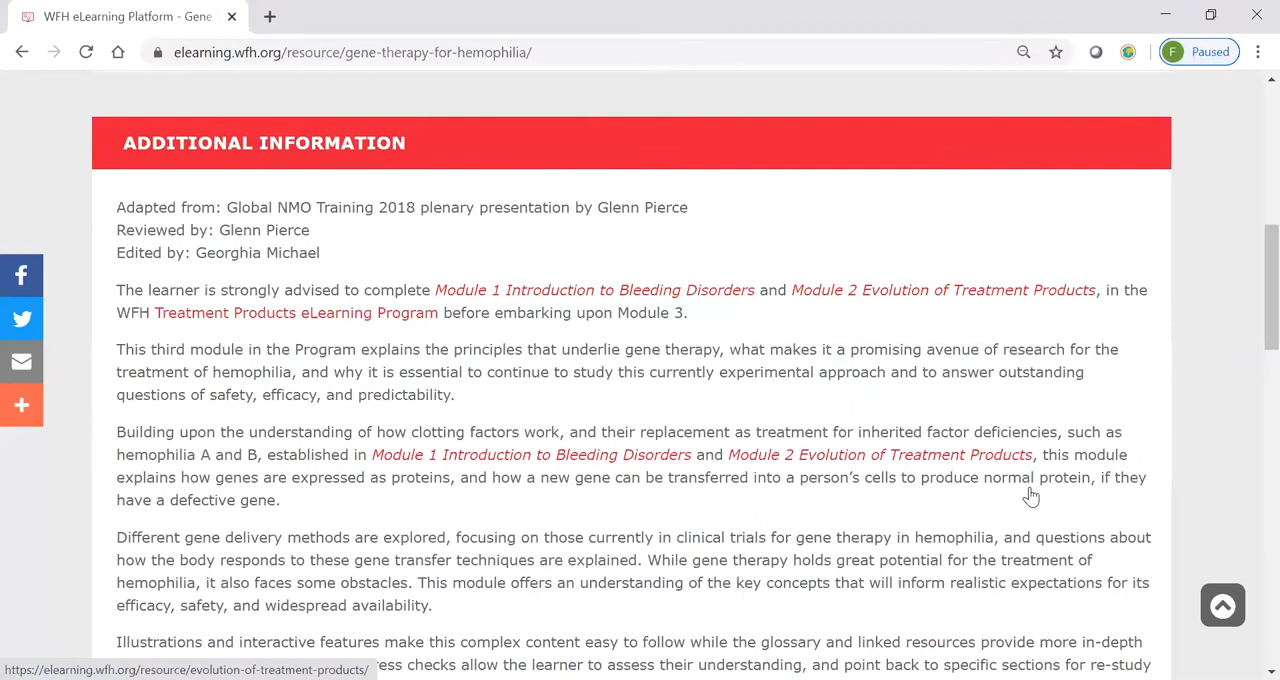 WFH eLearning Platform - Gene
elearning.wfh.org/resource/gene-therapy-for-hemophilia/
F Paused
ADDITIONAL INFORMATION
Adapted from: Global NMO Training 2018 plenary presentation by Glenn Pierce
Reviewed by: Glenn Pierce
Edited by: Georghia Michael
The learner is strongly advised to complete Module 1 Introduction to Bleeding Disorders and Module 2 Evolution of Treatment Products, in the
WFH Treatment Products eLearning Program before embarking upon Module 3.
This third module in the Program explains the principles that underlie gene therapy, what makes it a promising avenue of research for the
treatment of hemophilia, and why it is essential to continue to study this currently experimental approach and to answer outstanding
questions of safety, efficacy, and predictability.
Building upon the understanding of how clotting factors work, and their replacement as treatment for inherited factor deficiencies, such as
hemophilia A and B, established in Module 1 Introduction to Bleeding Disorders and Module 2 Evolution of Treatment Products, this module
explains how genes are expressed as proteins, and how a new gene can be transferred into a person’s cells to produce normal protein, if they
have a defective gene.
Different gene delivery methods are explored, focusing on those currently in clinical trials for gene therapy in hemophilia, and questions about
how the body responds to these gene transfer techniques are explained. While gene therapy holds great potential for the treatment of
hemophilia, it also faces some obstacles. This module offers an understanding of the key concepts that will inform realistic expectations for its
efficacy, safety, and widespread availability.
Illustrations and interactive features make this complex content easy to follow while the glossary and linked resources provide more in-depth
checks allow the learner to assess their understanding, and point back to specific sections for re-study
https://elearning.wfh.org/resource/evolution-of-treatment-products/